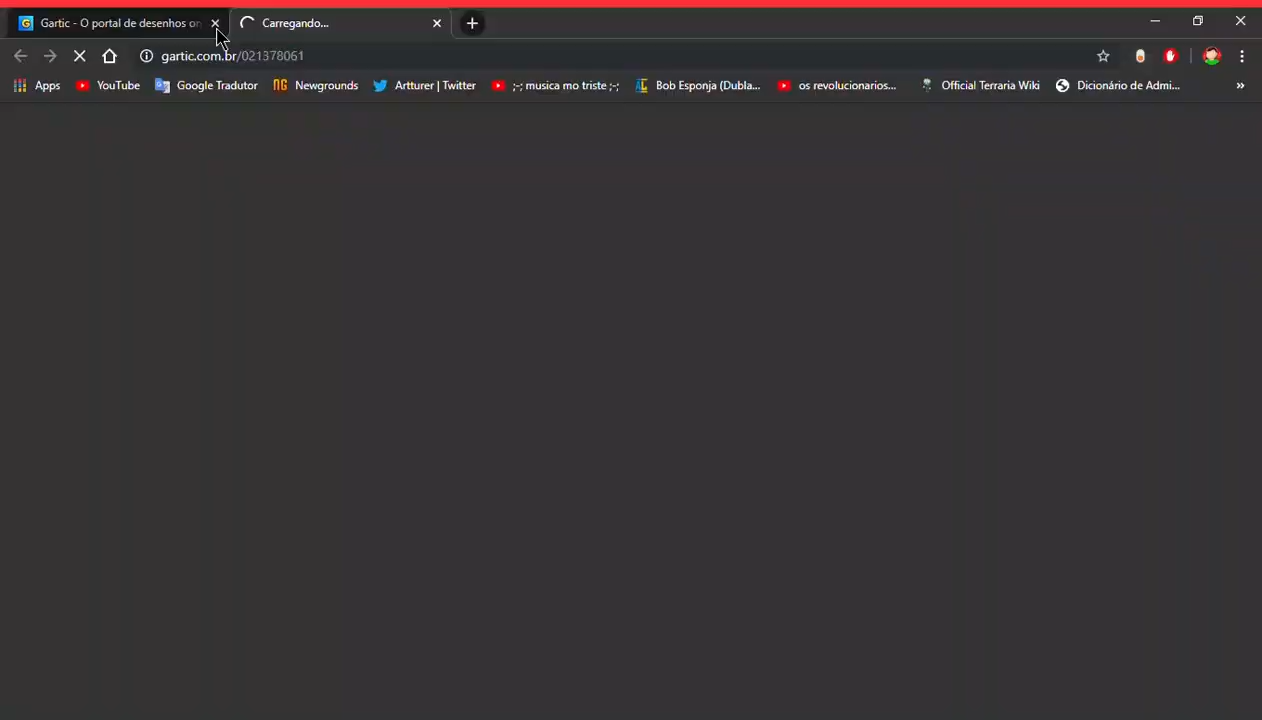 Gartic - O portal de desenhos on
Carregando...
gartic.com.br/021378061
Apps YouTube Google Tradutor Newgrounds Artturer | Twitter ;-; musica mo triste ;-; Bob Esponja (Dubla... os revolucionarios... Official Terraria Wiki Dicionário de Admi... »